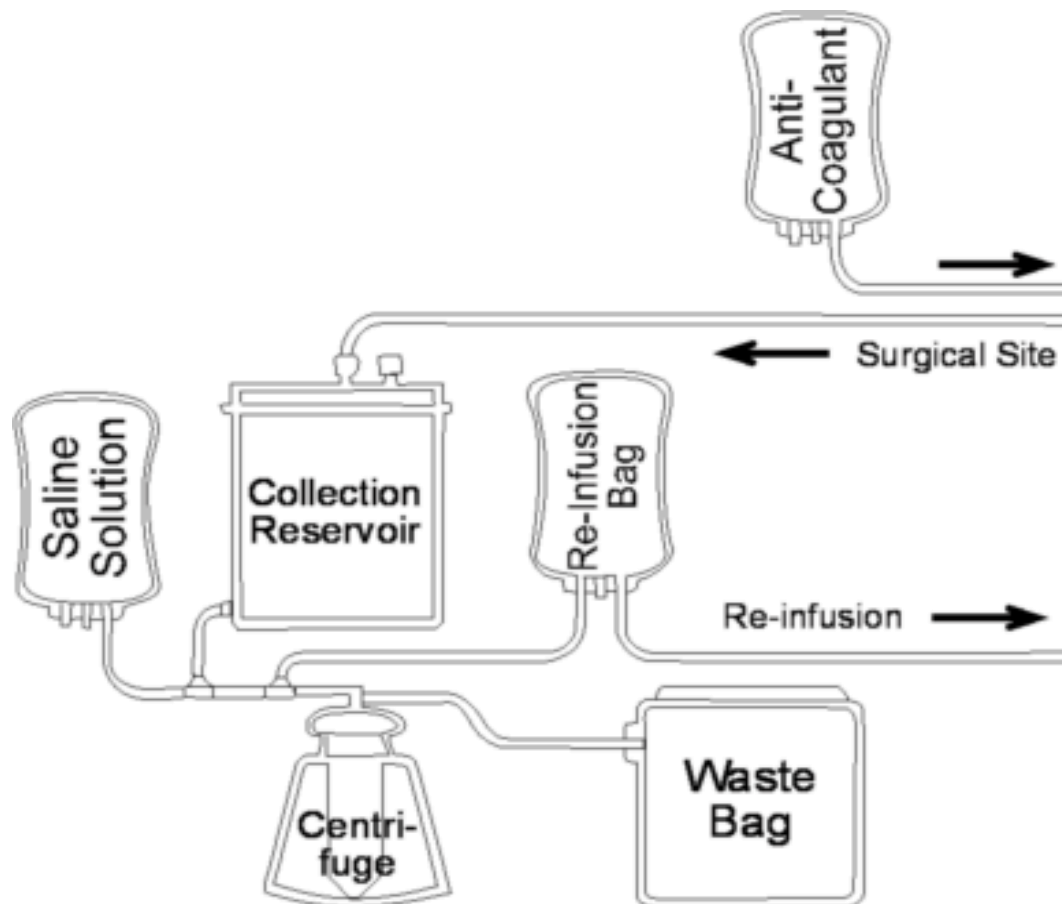 Anti-
Coagulant
Surgical Site
Saline
Solution
Collection
Reservoir
Re-Infusion
Bag
Re-infusion
Centri-
fuge
Waste
Bag